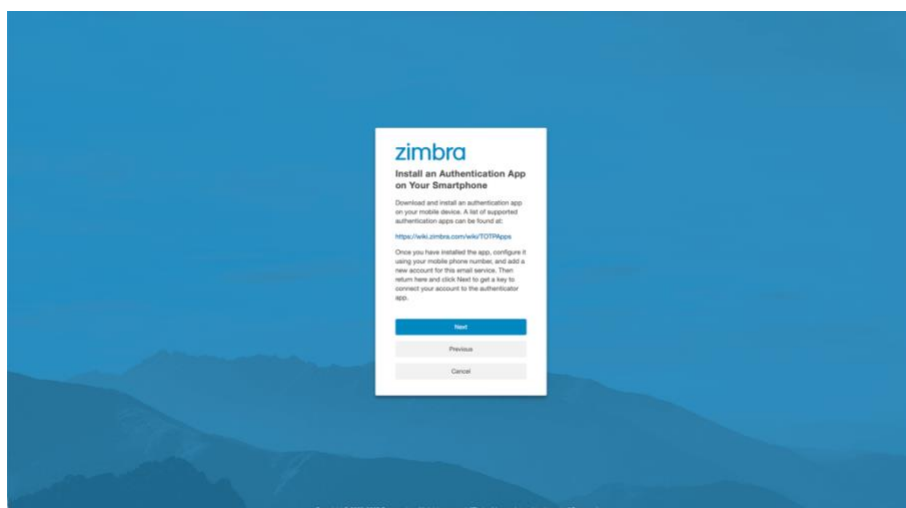 zimbra
Install an Authentication App
on Your Smartphone
Download and install an authentication app
on your mobile device. A list of supported
authentication apps can be found at:
https://wiki.zimbra.com/wiki/TOTPApps
Once you have installed the app, configure it
using your mobile phone number, and add a
new account for this email service. Then
return here and click Next to get a key to
connect your account to the authenticator
app.
Next
Previous
Cancel